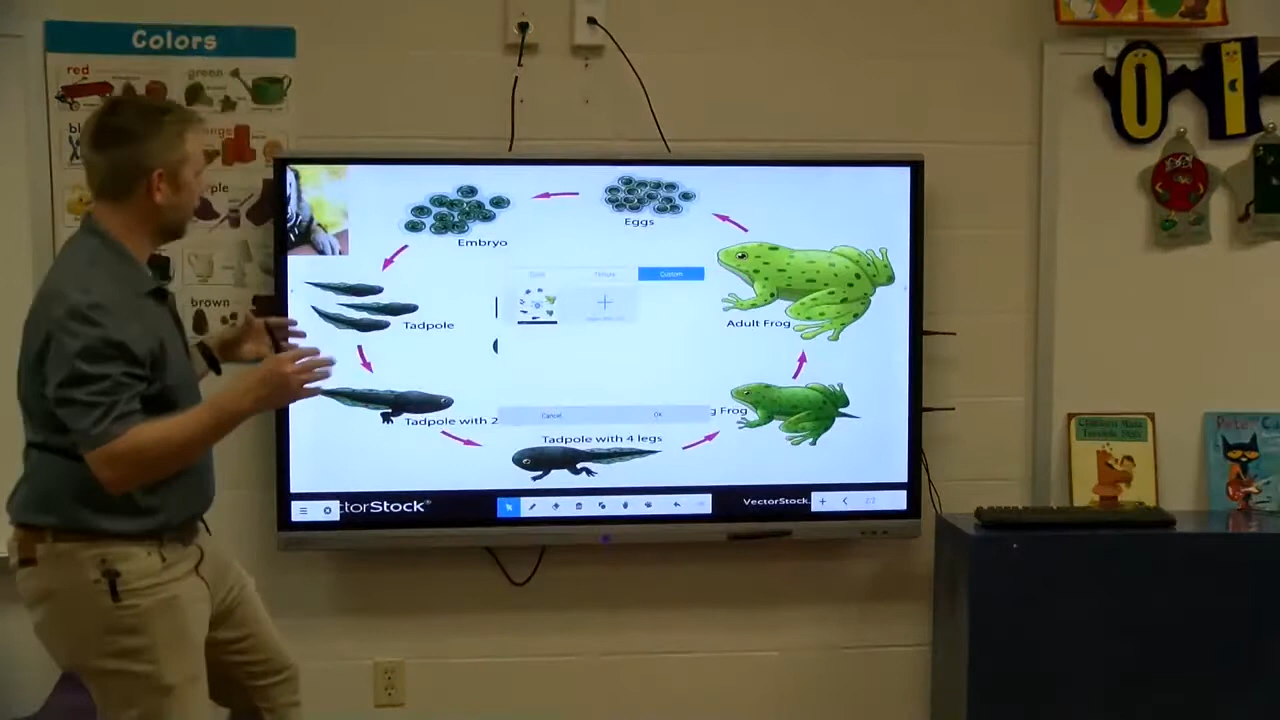 Colors
red
green
brown
Eggs
Embryo
Custom
Tadpole
Adult Frog
g Frog
Cancel
Ok
Tadpole with 2
Tadpole with 4 legs
ctorStock®
VectorStock.